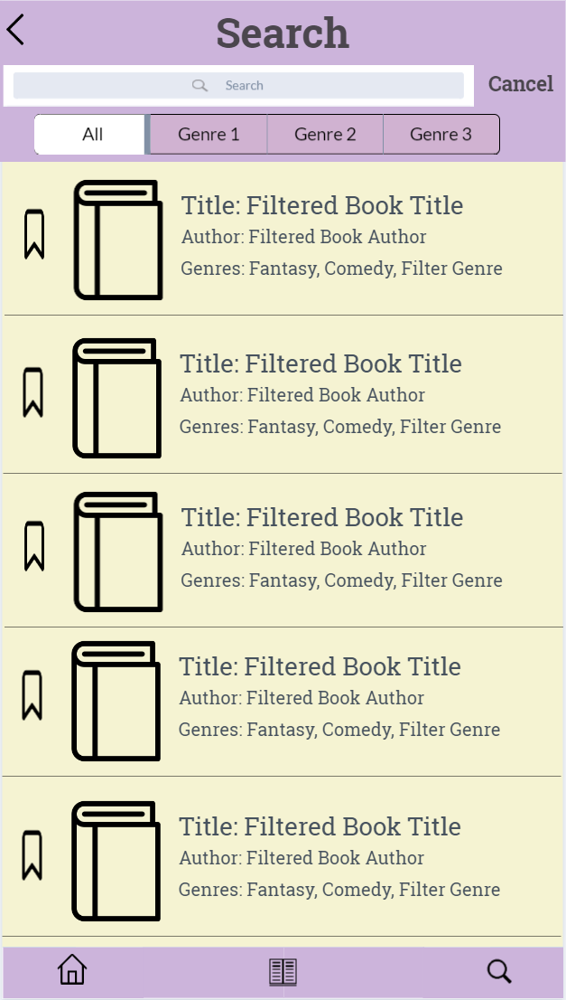 Search
Search
Cancel
All Genre 1 Genre 2 Genre 3
Title: Filtered Book Title
Author: Filtered Book Author
Genres: Fantasy, Comedy, Filter Genre
Title: Filtered Book Title
Author: Filtered Book Author
Genres: Fantasy, Comedy, Filter Genre
Title: Filtered Book Title
Author: Filtered Book Author
Genres: Fantasy, Comedy, Filter Genre
Title: Filtered Book Title
Author: Filtered Book Author
Genres: Fantasy, Comedy, Filter Genre
Title: Filtered Book Title
Author: Filtered Book Author
Genres: Fantasy, Comedy, Filter Genre